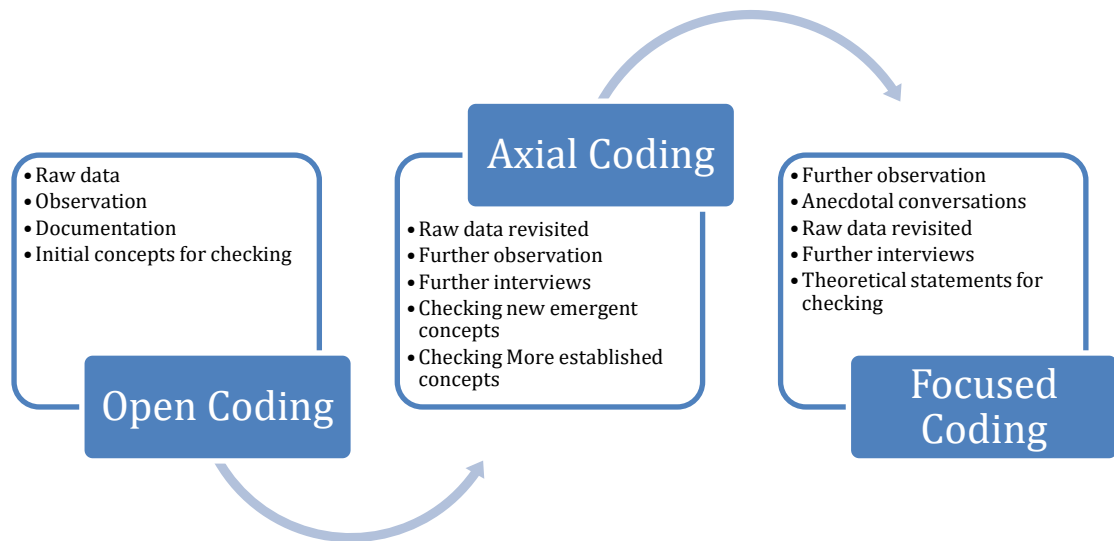 • Raw data
• Observation
• Documentation
• Initial concepts for checking
Open Coding
Axial Coding
• Raw data revisited
• Further observation
• Further interviews
• Checking new emergent
concepts
• Checking More established
concepts
• Further observation
• Anecdotal conversations
• Raw data revisited
• Further interviews
• Theoretical statements for
checking
Focused
Coding